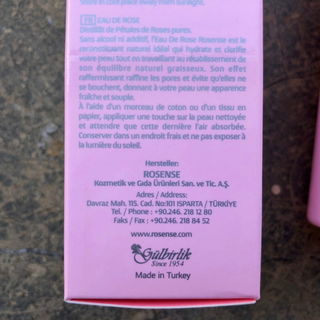 Store in cool place away from sunlight.
FR EAU DE ROSE
Distillés de Pétales de Roses pures.
Sans alcool ni additif, l'Eau De Rose Rosense est le
reconstituant naturel idéal qui hydrate et clarifie
votre peau tout en travaillant au rétablissement de
son équilibre naturel graisseux. Son effet
raffermissant raffine les pores et évite qu'elles ne
se bouchent, donnant à votre peau une apparence
fraîche et souple.
À l'aide d'un morceau de coton ou d'un tissu en
papier, appliquer une touche sur la peau nettoyée
et attendre que cette dernière l'air absorbée.
Conserver dans un endroit frais et ne pas exposer à
la lumière du soleil.
Hersteller:
ROSENSE
Kozmetik ve Gıda Ürünleri San. ve Tic. A.Ş.
Adres / Address :
Davraz Mah. 115. Cad. No:101 ISPARTA / TÜRKİYE
Tel / Phone : +90.246. 218 12 80
Fax : +90.246. 218 84 52
www.rosense.com
Gülbirlik
Since 1954
Made in Turkey